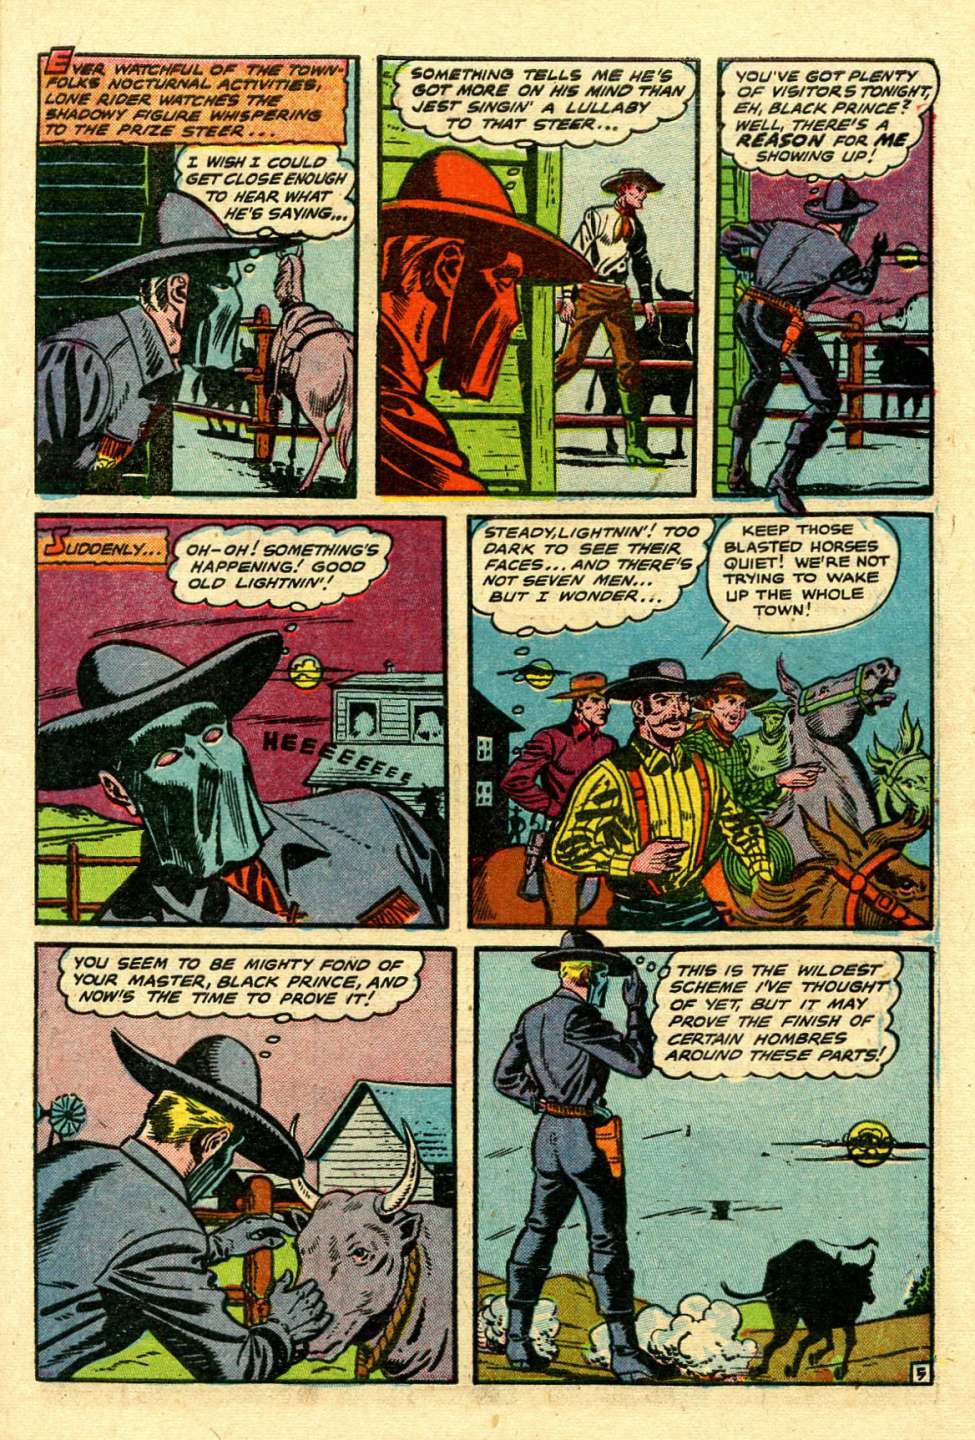 EVER WATCHFUL OF THE TOWN-
FOLKS NOCTURNAL ACTIVITIES,
LONE RIDER WATCHES THE
SHADOWY FIGURE WHISPERING
TO THE PRIZE STEER...
I WISH I COULD
GET CLOSE ENOUGH
TO HEAR WHAT
HE'S SAYING...
SOMETHING TELLS ME HE'S
GOT MORE ON HIS MIND THAN
JEST SINGIN' A LULLABY
TO THAT STEER...
YOU'VE GOT PLENTY
OF VISITORS TONIGHT,
EH, BLACK PRINCE?
WELL, THERE'S A
REASON FOR ME
SHOWING UP!
SUDDENLY...
OH-OH! SOMETHING'S
HAPPENING! GOOD
OLD LIGHTNIN'!
HEEEEEEEEE
STEADY, LIGHTNIN'! TOO
DARK TO SEE THEIR
FACES... AND THERE'S
NOT SEVEN MEN...
BUT I WONDER...
KEEP THOSE
BLASTED HORSES
QUIET! WE'RE NOT
TRYING TO WAKE
UP THE WHOLE
TOWN!
YOU SEEM TO BE MIGHTY FOND OF
YOUR MASTER, BLACK PRINCE, AND
NOW'S THE TIME TO PROVE IT!
THIS IS THE WILDEST
SCHEME I'VE THOUGHT
OF YET, BUT IT MAY
PROVE THE FINISH OF
CERTAIN HOMBRES
AROUND THESE PARTS!
5